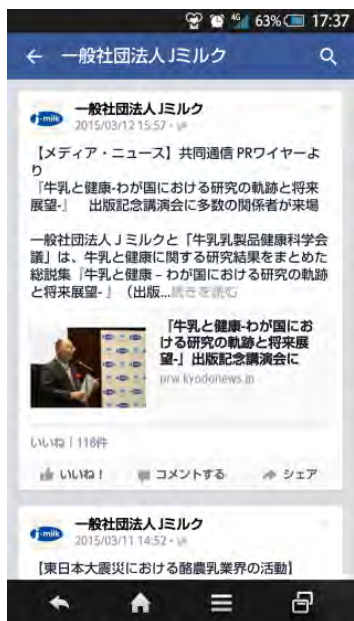 4G 63% 17:37
一般社団法人Jミルク
j-milk
一般社団法人Jミルク
2015/03/12 15:57
【メディア・ニュース】共同通信 PRワイヤーよ
り
『牛乳と健康-わが国における研究の軌跡と将来
展望-』 出版記念講演会に多数の関係者が来場
一般社団法人Jミルクと「牛乳乳製品健康科学会
議」は、牛乳と健康に関する研究結果をまとめた
総説集『牛乳と健康 – わが国における研究の軌跡
と将来展望- 』（出版...続きを読む
『牛乳と健康-わが国にお
ける研究の軌跡と将来展
望-』出版記念講演会に
prw.kyodonews.jp
いいね | 118件
いいね！ コメントする シェア
j-milk
一般社団法人Jミルク
2015/03/11 14:52
【東日本大震災における酪農乳業界の活動】